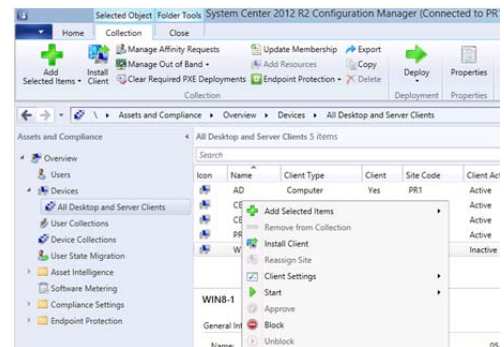 Selected Object Folder Tools System Center 2012 R2 Configuration Manager (Connected to PR
Home Collection Close
Add Selected Items
Install Client
Manage Affinity Requests
Manage Out of Band
Clear Required PXE Deployments
Update Membership
Add Resources
Endpoint Protection
Export
Copy
Delete
Deploy
Properties
Collection Deployment Properties
\ Assets and Compliance Overview Devices All Desktop and Server Clients
Assets and Compliance
Overview
Users
Devices
All Desktop and Server Clients
User Collections
Device Collections
User State Migration
Asset Intelligence
Software Metering
Compliance Settings
Endpoint Protection
All Desktop and Server Clients 5 items
Search
Icon Name Client Type Client Site Code Client Act
AD Computer Yes PR1 Active
CE Active
CE Active
PR Active
W Inactive
Add Selected Items
Remove from Collection
Install Client
Reassign Site
Client Settings
Start
Approve
Block
Unblock
WIN8-1
General Inf
Name: 05